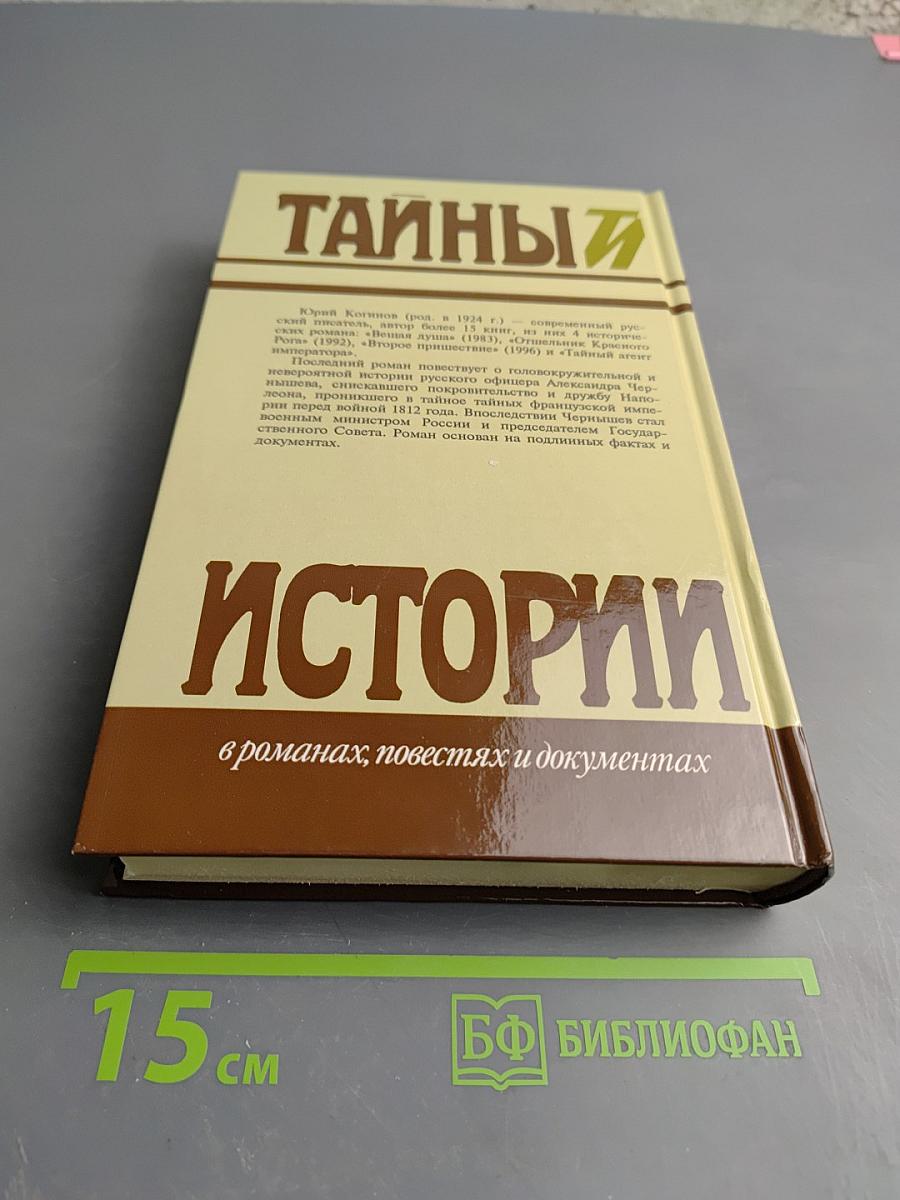 ТАЙНЫ ТИ
Юрий Когинов (род. в 1924 г.) — современный рус-
ский писатель, автор более 15 книг, из них 4 историче-
ских романа: «Вещая душа» (1983), «Отшельник Красного
Рога» (1992), «Второе пришествие» (1996) и «Тайный агент
императора».
Последний роман повествует о головокружительной и
невероятной истории русского офицера Александра Чер-
нышева, снискавшего покровительство и дружбу Напо-
леона, проникшего в тайное тайных французской импе-
рии перед войной 1812 года. Впоследствии Чернышев стал
военным министром России и председателем Государ-
ственного Совета. Роман основан на подлинных фактах и
документах.
ИСТОРИИ
в романах, повестях и документах
15 см
БФ БИБЛИОФАН